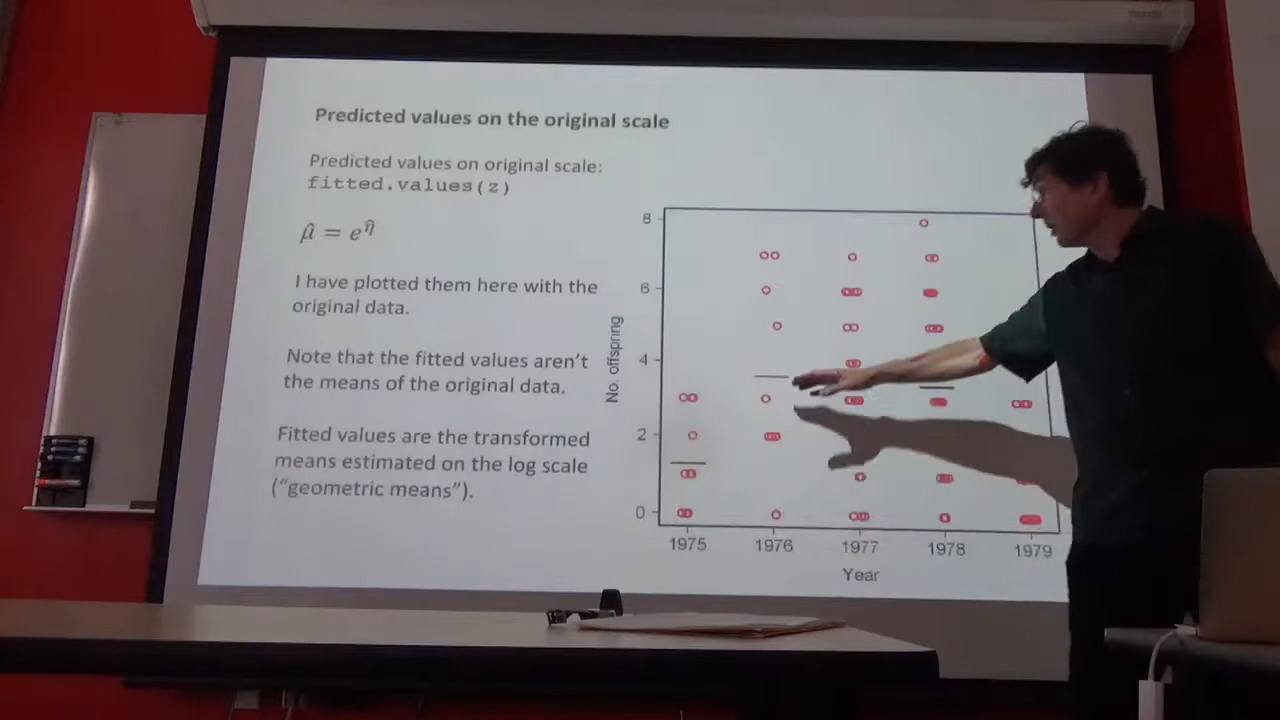 Predicted values on the original scale
Predicted values on original scale:
fitted.values(z)
μ̂ = e^η̂
I have plotted them here with the
original data.
Note that the fitted values aren't
the means of the original data.
Fitted values are the transformed
means estimated on the log scale
("geometric means").
No. offspring
8
6
4
2
0
1975 1976 1977 1978 1979
Year